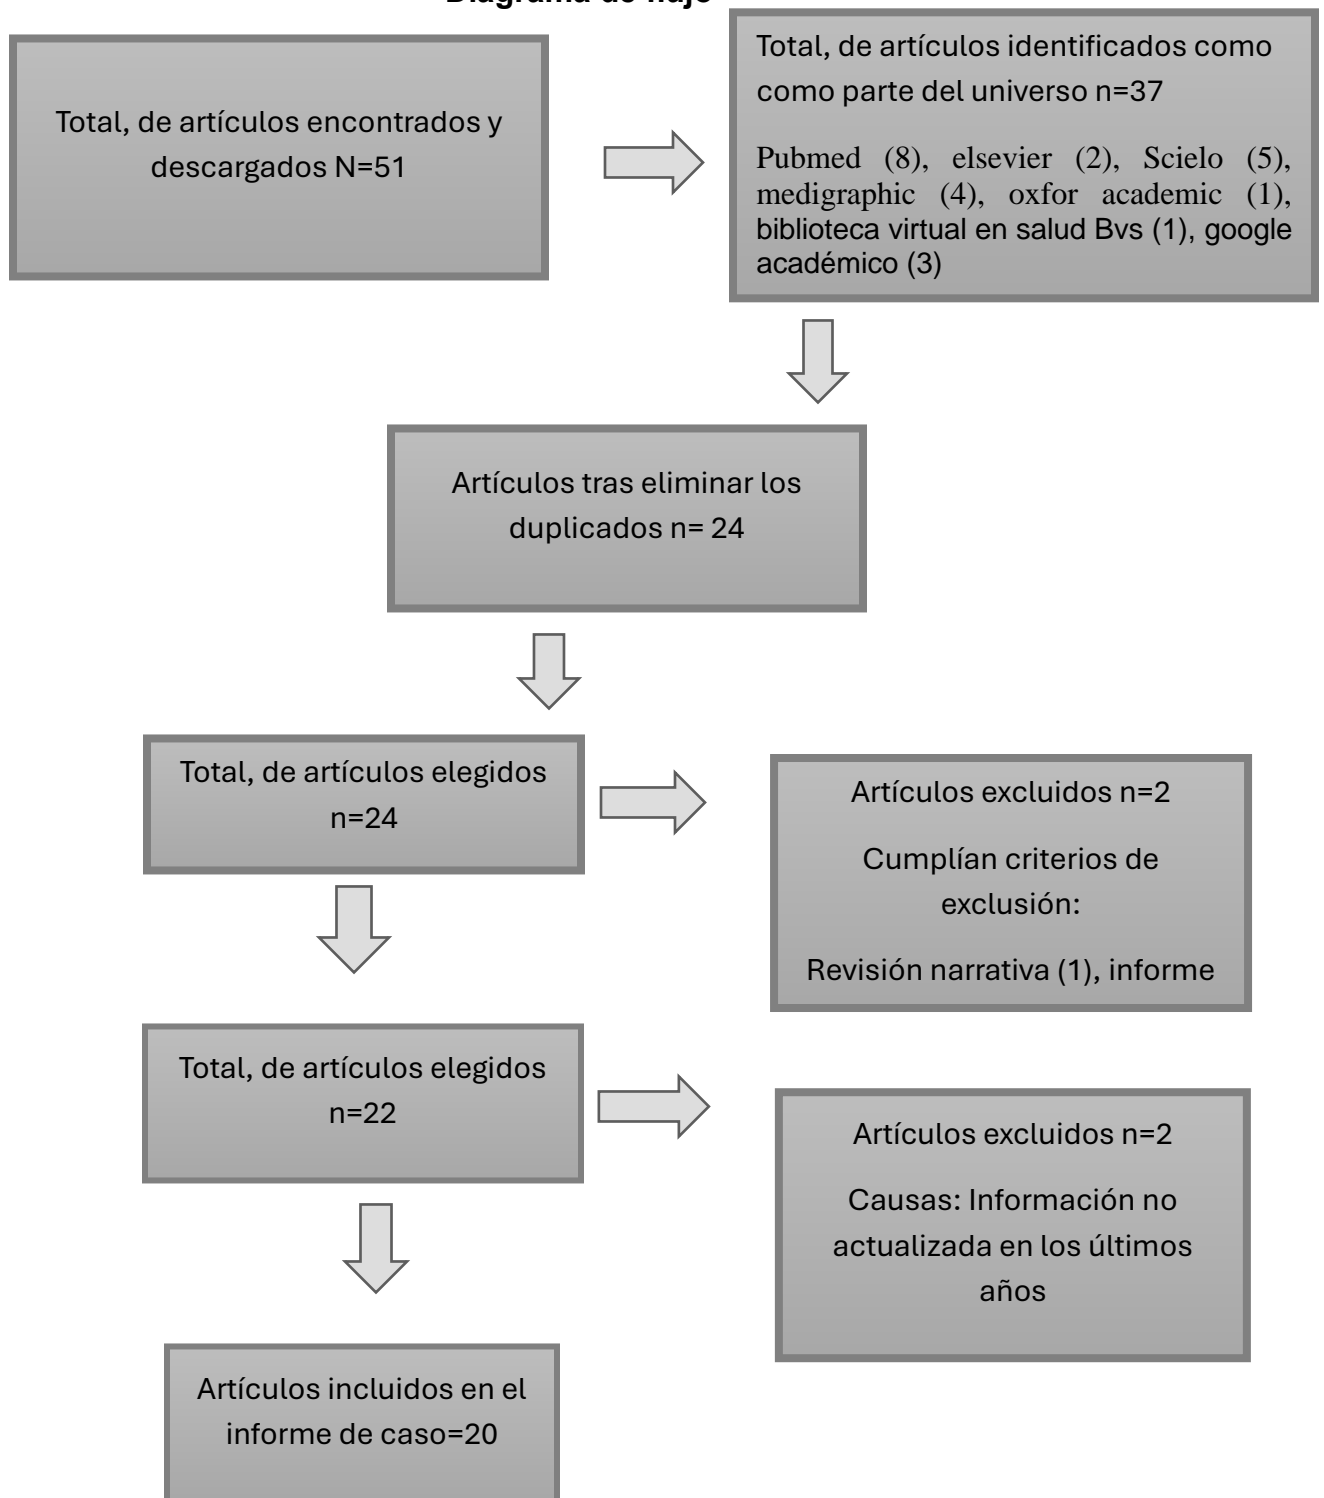 Diagrama de flujo
Total, de artículos encontrados y
descargados N=51
Total, de artículos identificados como
como parte del universo n=37
Pubmed (8), elsevier (2), Scielo (5),
medigraphic (4), oxfor academic (1),
biblioteca virtual en salud Bvs (1), google
académico (3)
Artículos tras eliminar los
duplicados n= 24
Total, de artículos elegidos
n=24
Artículos excluidos n=2
Cumplían criterios de
exclusión:
Revisión narrativa (1), informe
Total, de artículos elegidos
n=22
Artículos excluidos n=2
Causas: Información no
actualizada en los últimos
años
Artículos incluidos en el
informe de caso=20